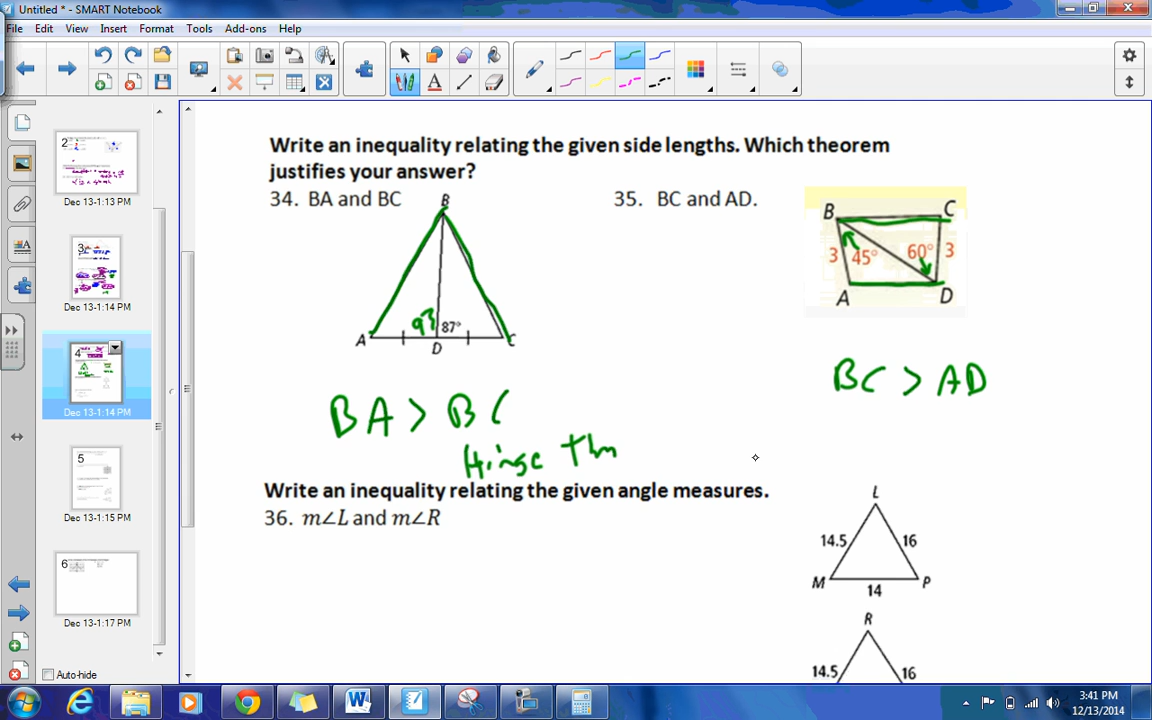 Untitled * - SMART Notebook
File Edit View Insert Format Tools Add-ons Help
2
Dec 13-1:13 PM
3
Dec 13-1:14 PM
4
Dec 13-1:14 PM
5
Dec 13-1:15 PM
6
Dec 13-1:17 PM
Auto-hide
Write an inequality relating the given side lengths. Which theorem
justifies your answer?
34. BA and BC
B
93
87°
A
D
C
BA > BC
Hinge Thm
35. BC and AD.
B C
3 45° 60° 3
A D
BC > AD
Write an inequality relating the given angle measures.
36. m∠L and m∠R
L
14.5 16
M P
14
R
14.5 16
3:41 PM
12/13/2014